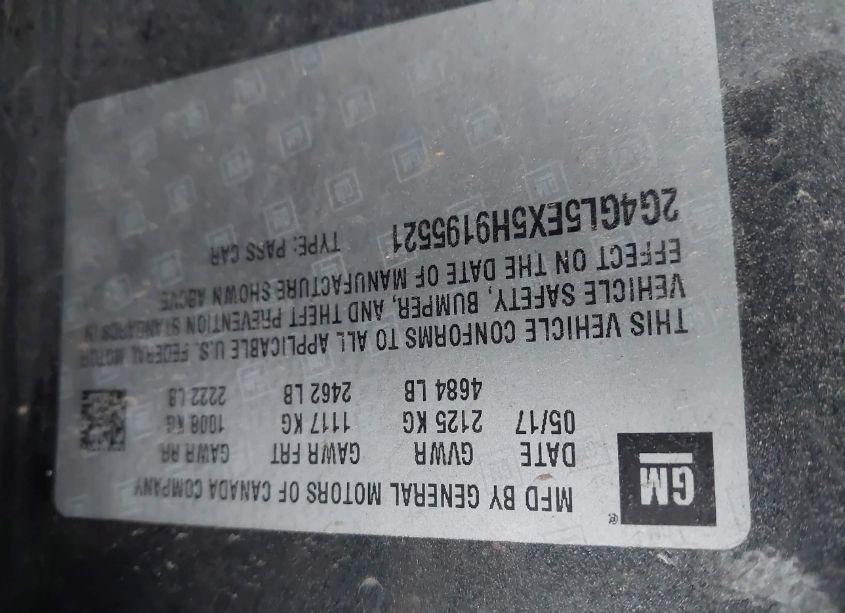 GM
®
MFD BY GENERAL MOTORS OF CANADA COMPANY
DATE GVWR GAWR FRT GAWR RR
05/17 2125 KG 1117 KG 1008 KG
4684 LB 2462 LB 2222 LB
THIS VEHICLE CONFORMS TO ALL APPLICABLE U.S. FEDERAL MOTOR
VEHICLE SAFETY, BUMPER, AND THEFT PREVENTION STANDARDS IN
EFFECT ON THE DATE OF MANUFACTURE SHOWN ABOVE
2G4GL5EX5H9195521 TYPE: PASS CAR